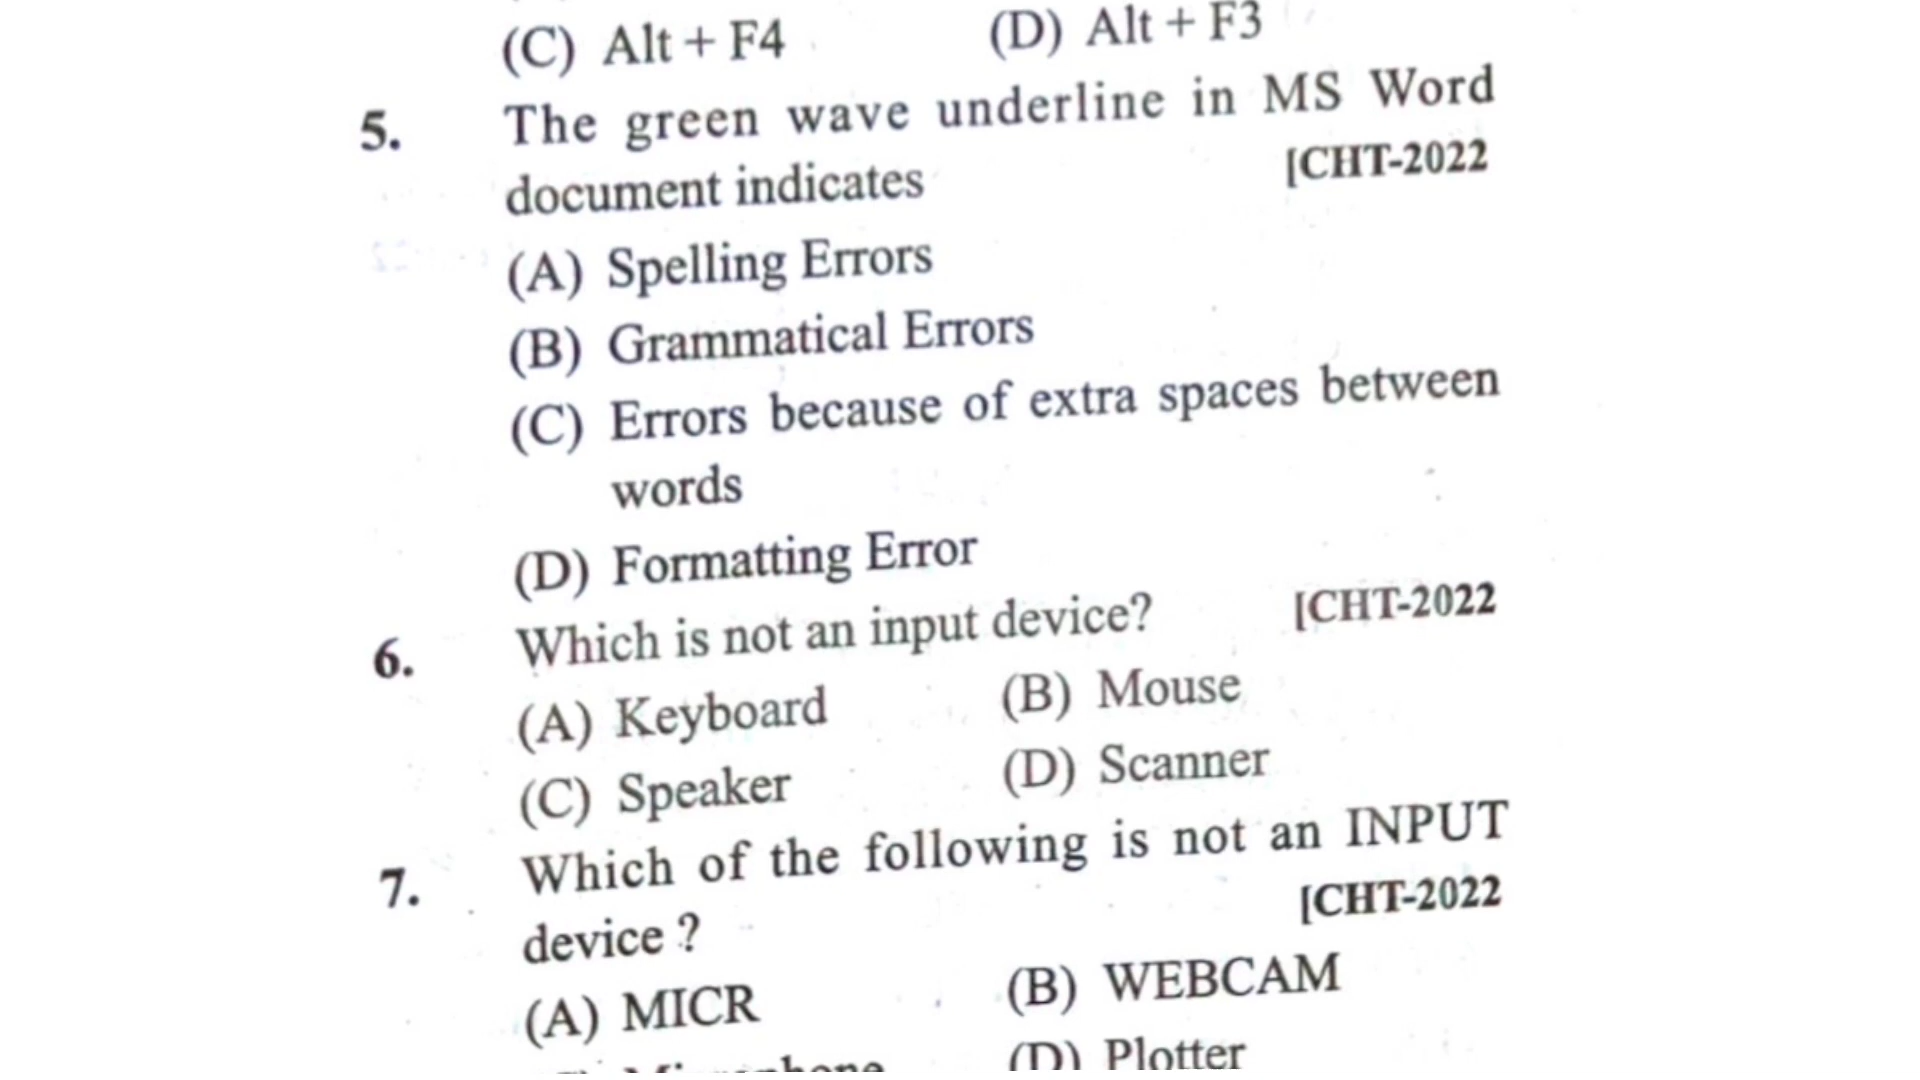 (C) Alt + F4 (D) Alt + F3
5. The green wave underline in MS Word
document indicates [CHT-2022
(A) Spelling Errors
(B) Grammatical Errors
(C) Errors because of extra spaces between
words
(D) Formatting Error
6. Which is not an input device? [CHT-2022
(A) Keyboard (B) Mouse
(C) Speaker (D) Scanner
7. Which of the following is not an INPUT
device ? [CHT-2022
(A) MICR (B) WEBCAM
Microphone (D) Plotter